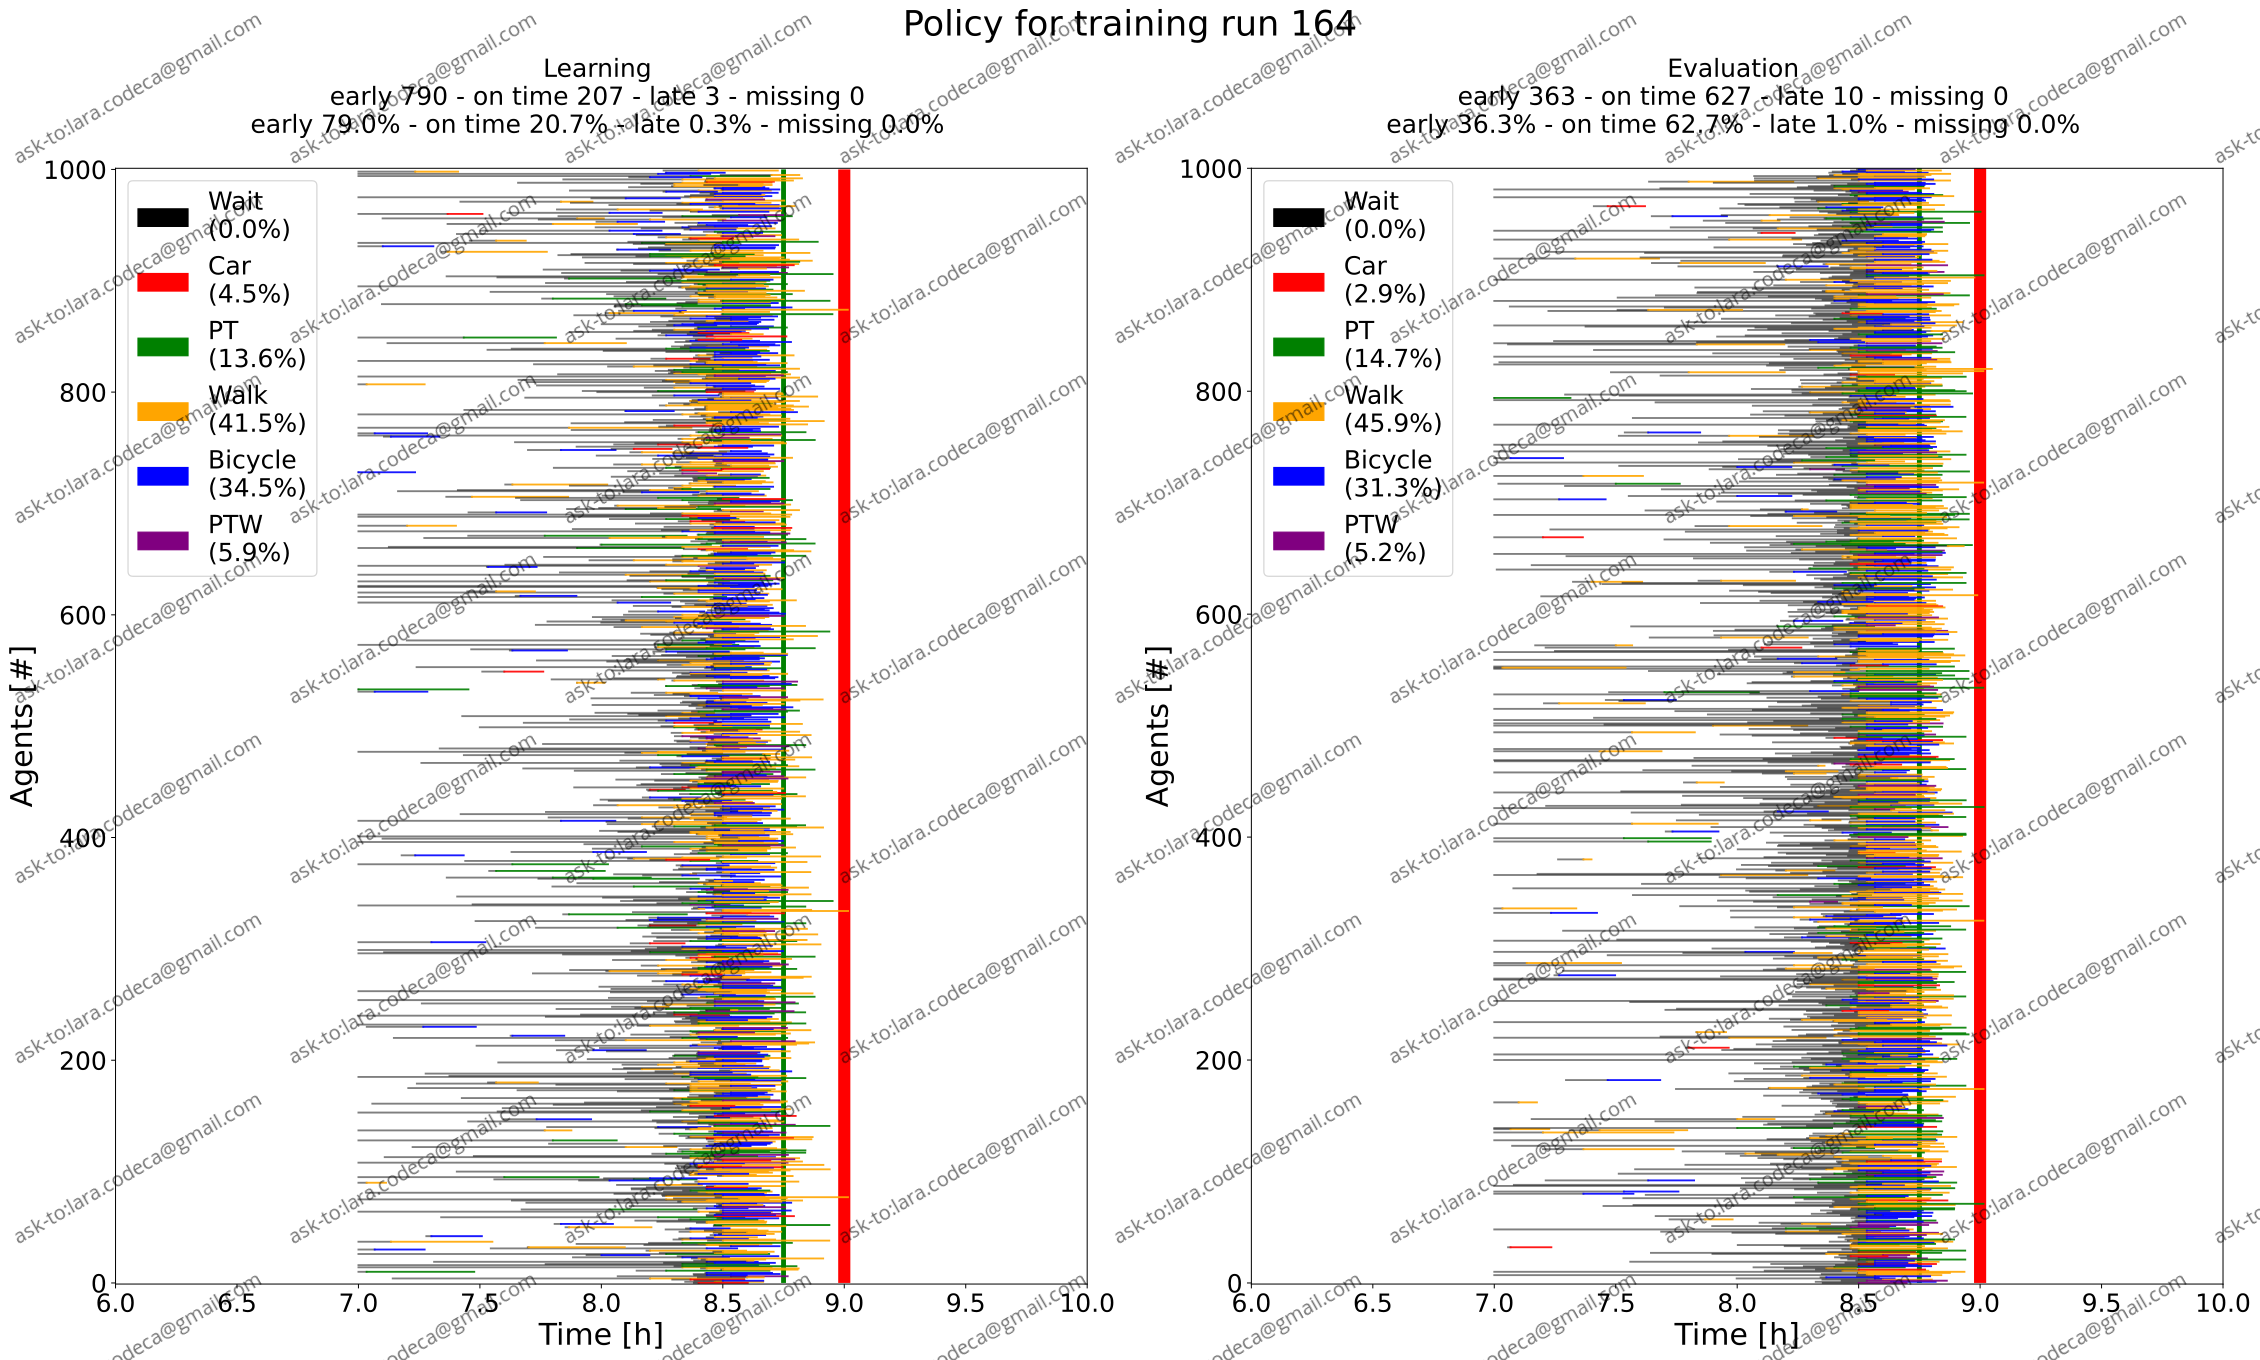 Policy for training run 164
Learning
early 790 - on time 207 - late 3 - missing 0
early 79.0% - on time 20.7% - late 0.3% - missing 0.0%
Evaluation
early 363 - on time 627 - late 10 - missing 0
early 36.3% - on time 62.7% - late 1.0% - missing 0.0%
Wait
(0.0%)
Car
(4.5%)
PT
(13.6%)
Walk
(41.5%)
Bicycle
(34.5%)
PTW
(5.9%)
1000
800
600
400
200
0
Agents [#]
6.0 6.5 7.0 7.5 8.0 8.5 9.0 9.5 10.0
Time [h]
Wait
(0.0%)
Car
(2.9%)
PT
(14.7%)
Walk
(45.9%)
Bicycle
(31.3%)
PTW
(5.2%)
1000
800
600
400
200
0
Agents [#]
6.0 6.5 7.0 7.5 8.0 8.5 9.0 9.5 10.0
Time [h]
ask-to:lara.codeca@gmail.com